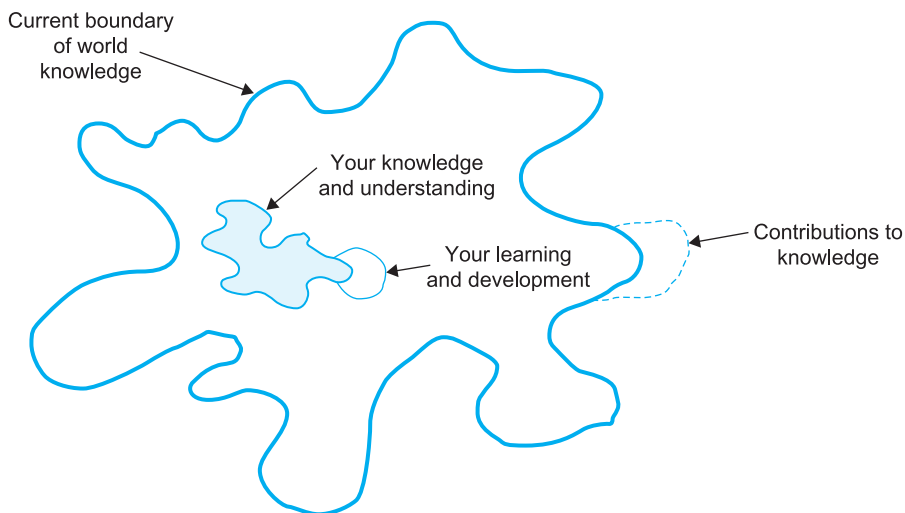 Current boundary
of world
knowledge
Your knowledge
and understanding
Your learning
and development
Contributions to
knowledge